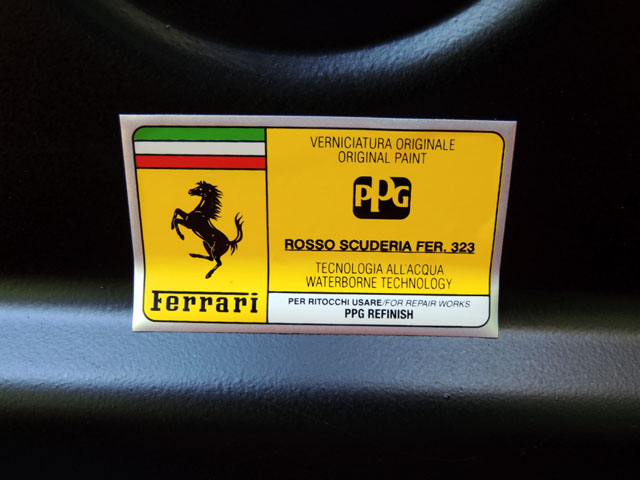 VERNICIATURA ORIGINALE
ORIGINAL PAINT
PPG
ROSSO SCUDERIA FER. 323
TECNOLOGIA ALL'ACQUA
WATERBORNE TECHNOLOGY
Ferrari
PER RITOCCHI USARE/FOR REPAIR WORKS
PPG REFINISH